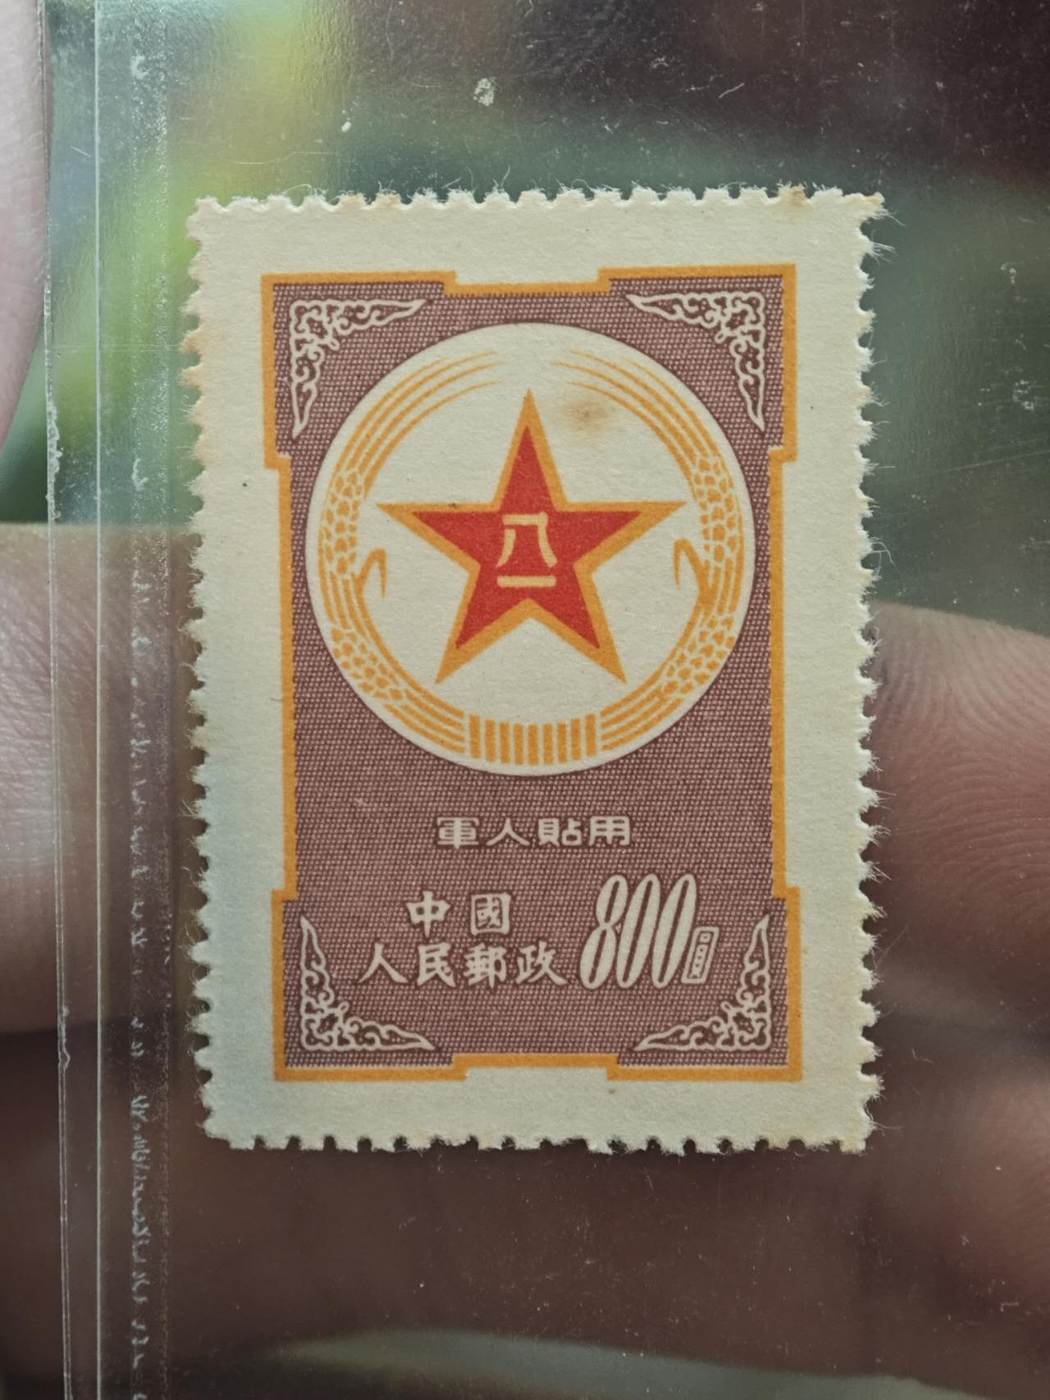 八一
軍人貼用
中國
人民郵政 800圓